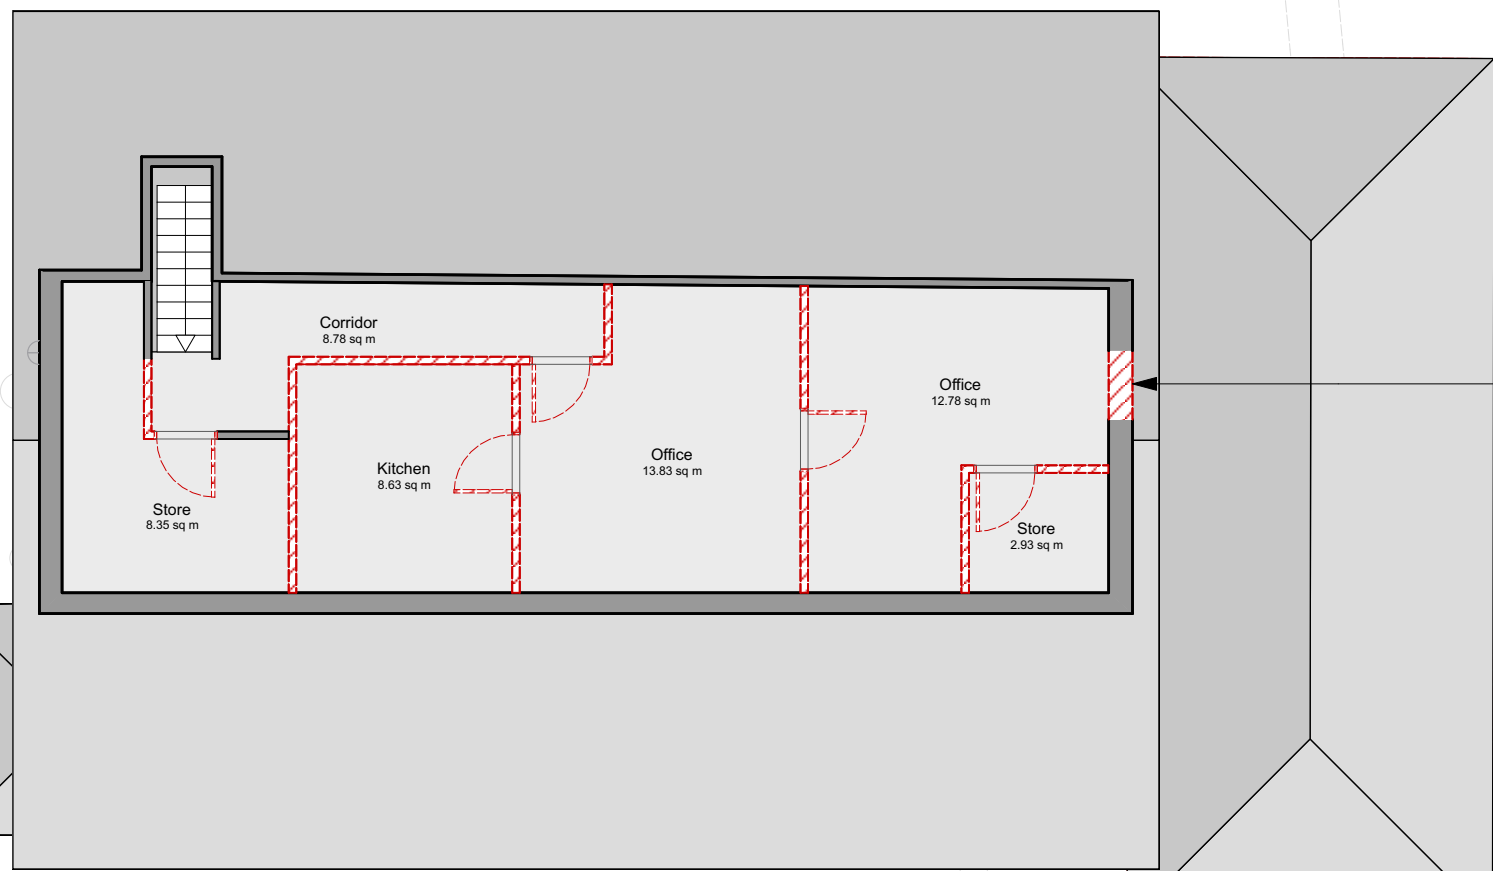 Corridor
8.78 sq m
Office
12.78 sq m
Office
13.83 sq m
Kitchen
8.63 sq m
Store
8.35 sq m
Store
2.93 sq m